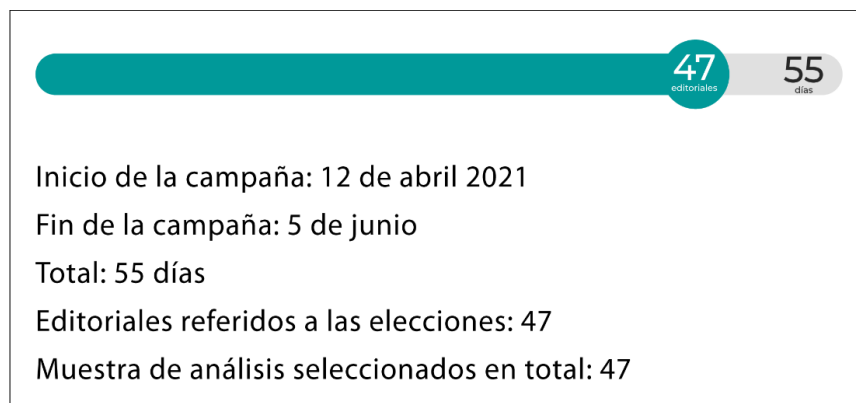 47
editoriales
55
días
Inicio de la campaña: 12 de abril 2021
Fin de la campaña: 5 de junio
Total: 55 días
Editoriales referidos a las elecciones: 47
Muestra de análisis seleccionados en total: 47